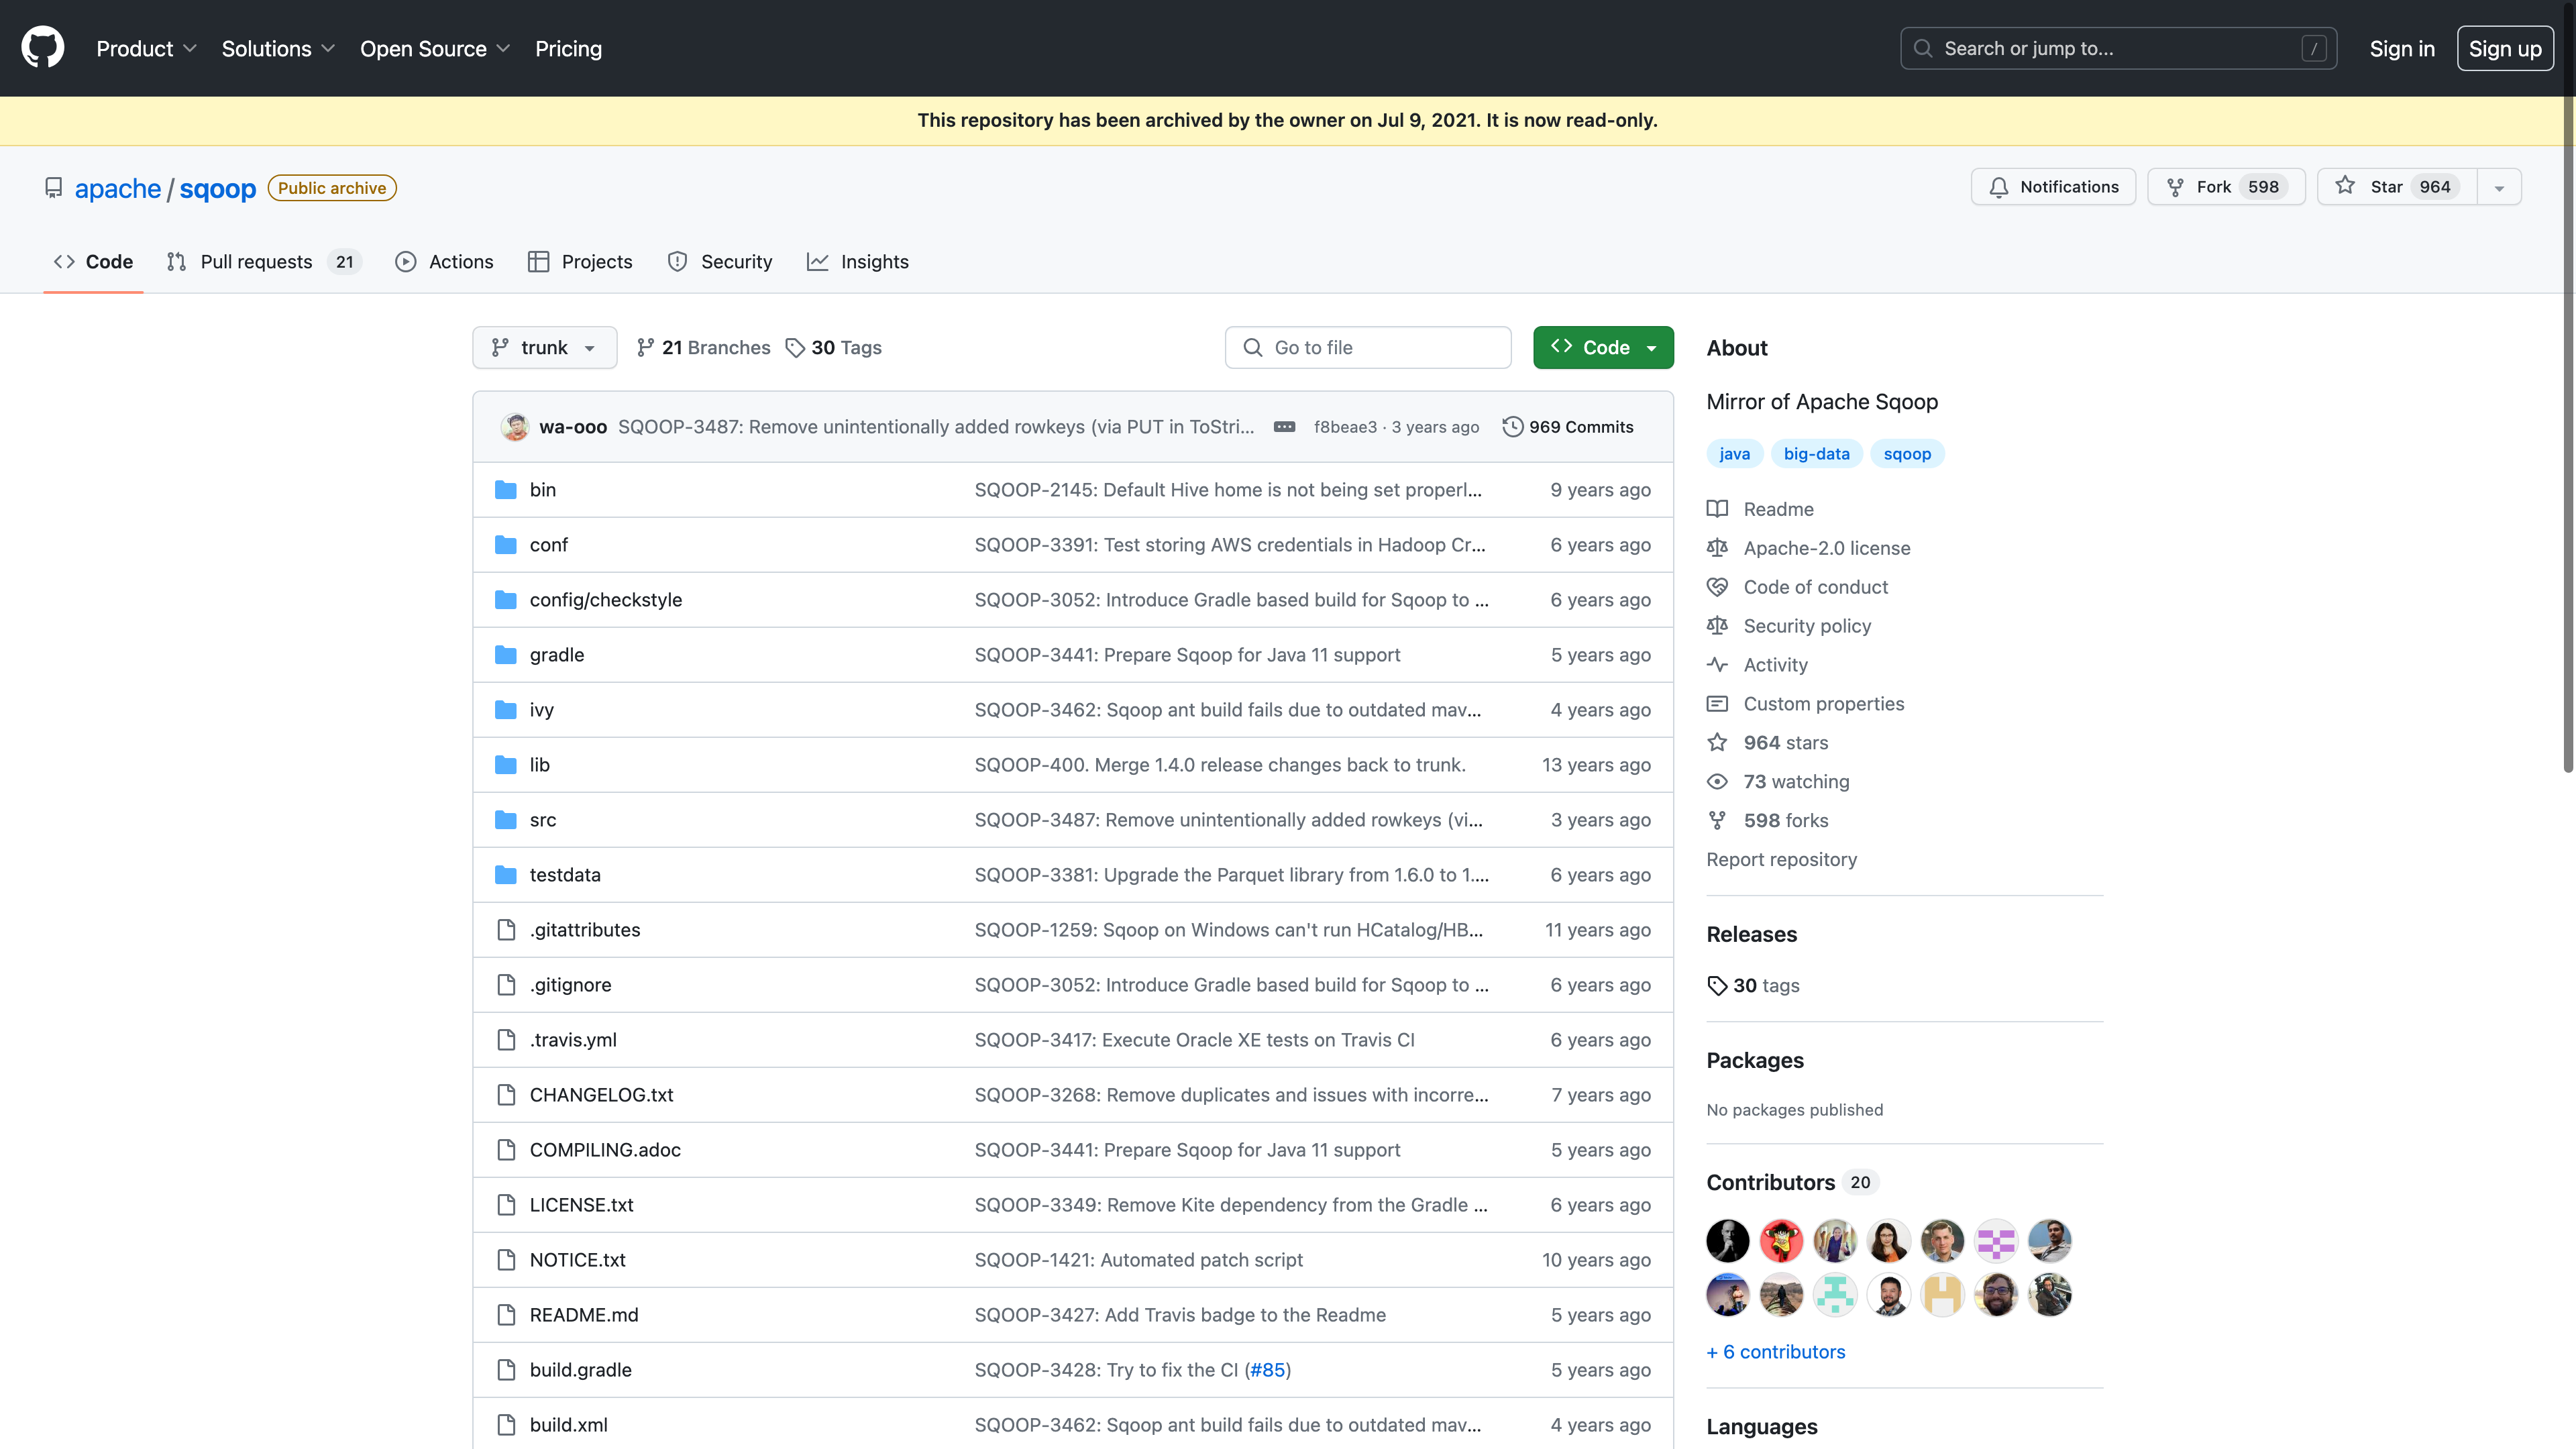 Product Solutions Open Source Pricing Search or jump to... / Sign in Sign up
This repository has been archived by the owner on Jul 9, 2021. It is now read-only.
apache / sqoop Public archive Notifications Fork 598 Star 964
Code Pull requests 21 Actions Projects Security Insights
trunk 21 Branches 30 Tags Go to file Code
wa-ooo SQOOP-3487: Remove unintentionally added rowkeys (via PUT in ToStri... f8beae3 · 3 years ago 969 Commits
bin SQOOP-2145: Default Hive home is not being set properl... 9 years ago
conf SQOOP-3391: Test storing AWS credentials in Hadoop Cr... 6 years ago
config/checkstyle SQOOP-3052: Introduce Gradle based build for Sqoop to ... 6 years ago
gradle SQOOP-3441: Prepare Sqoop for Java 11 support 5 years ago
ivy SQOOP-3462: Sqoop ant build fails due to outdated mav... 4 years ago
lib SQOOP-400. Merge 1.4.0 release changes back to trunk. 13 years ago
src SQOOP-3487: Remove unintentionally added rowkeys (vi... 3 years ago
testdata SQOOP-3381: Upgrade the Parquet library from 1.6.0 to 1.... 6 years ago
.gitattributes SQOOP-1259: Sqoop on Windows can't run HCatalog/HB... 11 years ago
.gitignore SQOOP-3052: Introduce Gradle based build for Sqoop to ... 6 years ago
.travis.yml SQOOP-3417: Execute Oracle XE tests on Travis CI 6 years ago
CHANGELOG.txt SQOOP-3268: Remove duplicates and issues with incorre... 7 years ago
COMPILING.adoc SQOOP-3441: Prepare Sqoop for Java 11 support 5 years ago
LICENSE.txt SQOOP-3349: Remove Kite dependency from the Gradle ... 6 years ago
NOTICE.txt SQOOP-1421: Automated patch script 10 years ago
README.md SQOOP-3427: Add Travis badge to the Readme 5 years ago
build.gradle SQOOP-3428: Try to fix the CI (#85) 5 years ago
build.xml SQOOP-3462: Sqoop ant build fails due to outdated mav... 4 years ago
About
Mirror of Apache Sqoop
java big-data sqoop
Readme
Apache-2.0 license
Code of conduct
Security policy
Activity
Custom properties
964 stars
73 watching
598 forks
Report repository
Releases
30 tags
Packages
No packages published
Contributors 20
+ 6 contributors
Languages